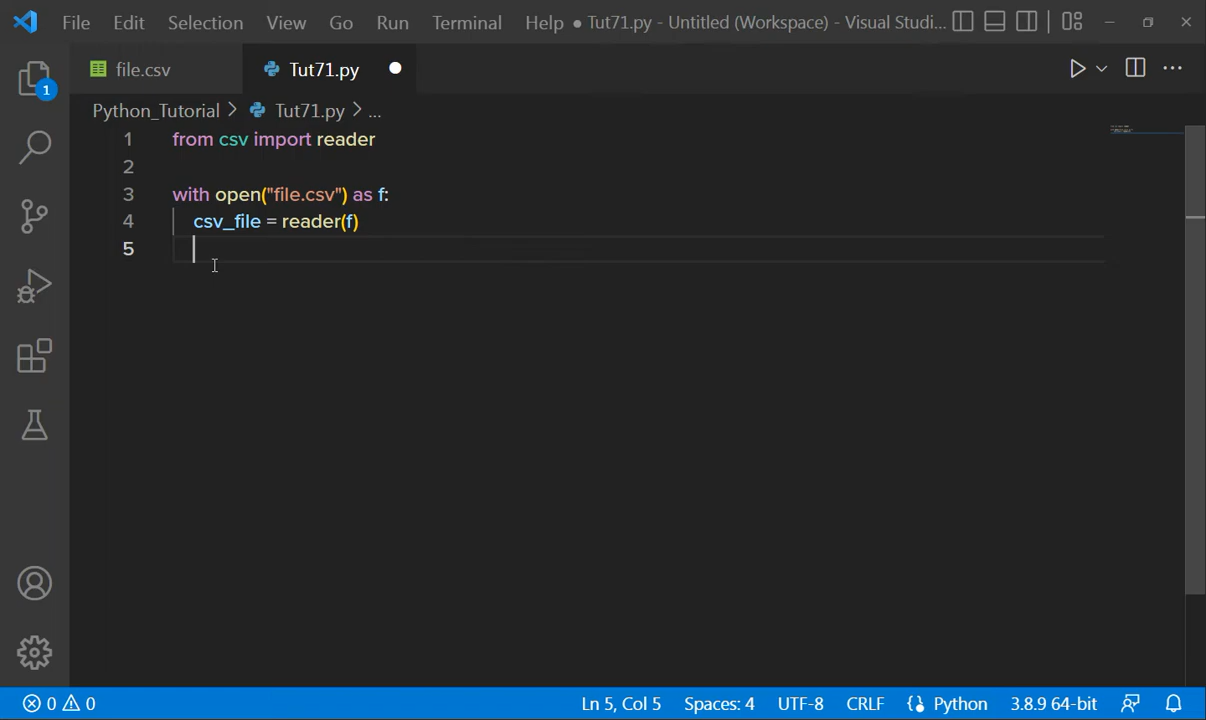 File Edit Selection View Go Run Terminal Help ● Tut71.py - Untitled (Workspace) - Visual Studi...
file.csv Tut71.py ●
Python_Tutorial > Tut71.py > ...
1 from csv import reader
2
3 with open("file.csv") as f:
4 csv_file = reader(f)
5
1
0 0 Ln 5, Col 5 Spaces: 4 UTF-8 CRLF Python 3.8.9 64-bit